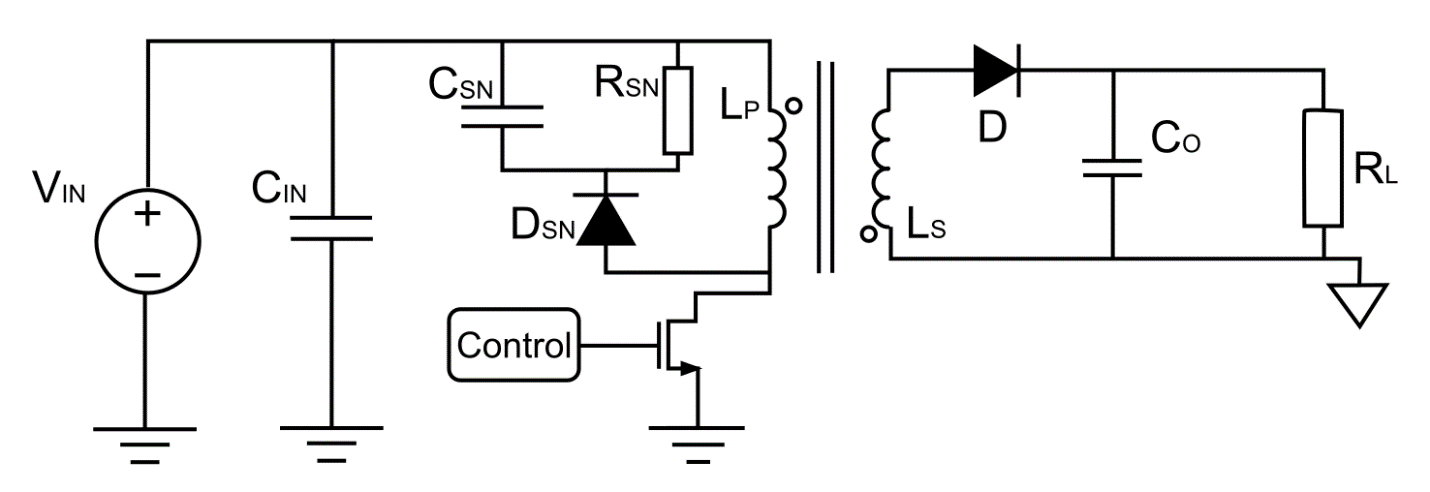 VIN
CIN
CSN
RSN
DSN
LP
LS
D
CO
RL
Control